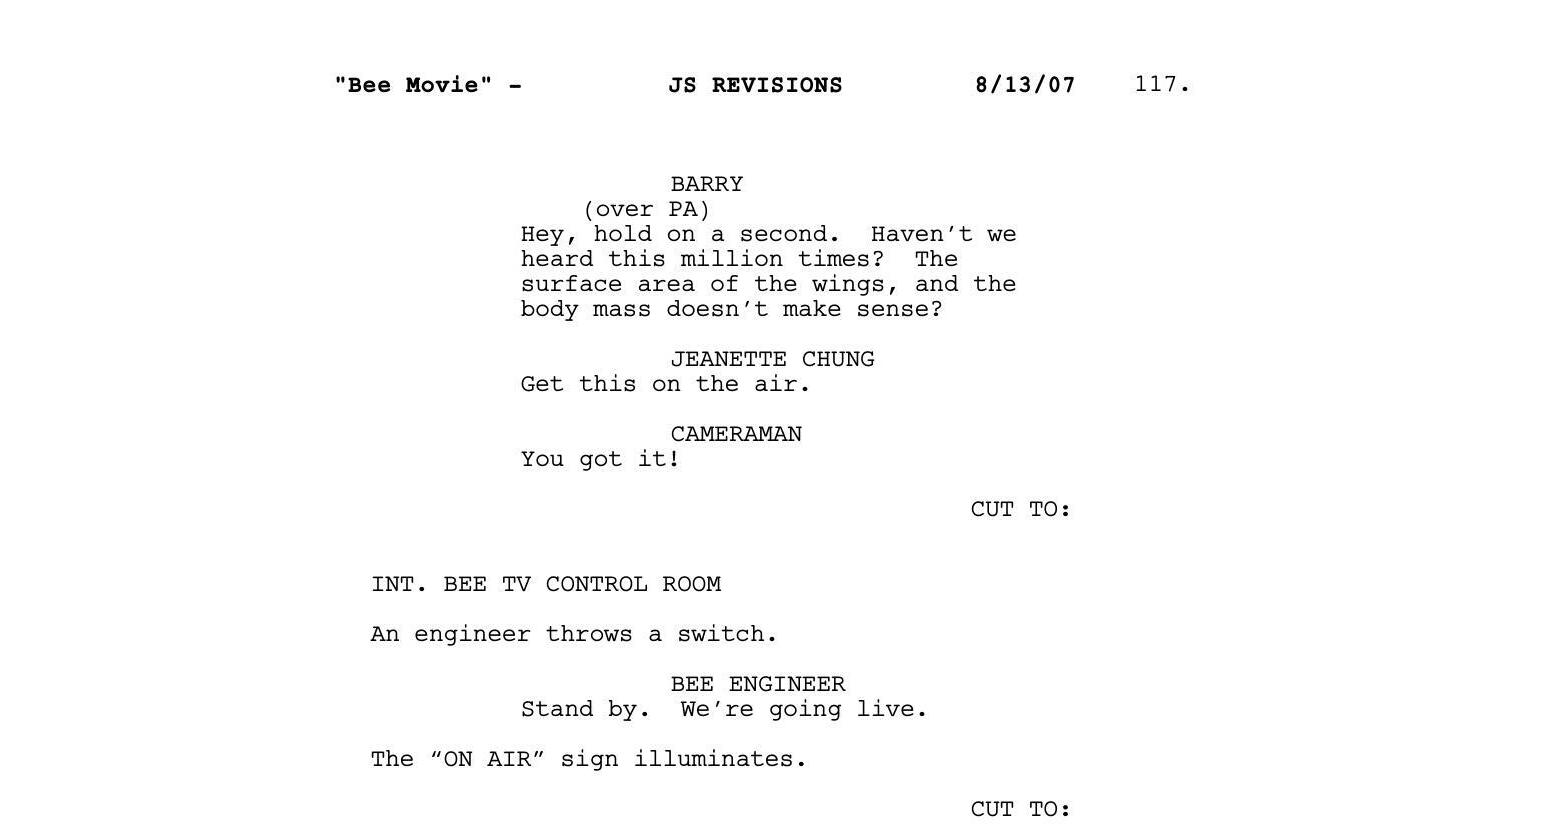 "Bee Movie" - JS REVISIONS 8/13/07 117.
BARRY
(over PA)
Hey, hold on a second. Haven’t we
heard this million times? The
surface area of the wings, and the
body mass doesn’t make sense?
JEANETTE CHUNG
Get this on the air.
CAMERAMAN
You got it!
CUT TO:
INT. BEE TV CONTROL ROOM
An engineer throws a switch.
BEE ENGINEER
Stand by. We’re going live.
The “ON AIR” sign illuminates.
CUT TO: